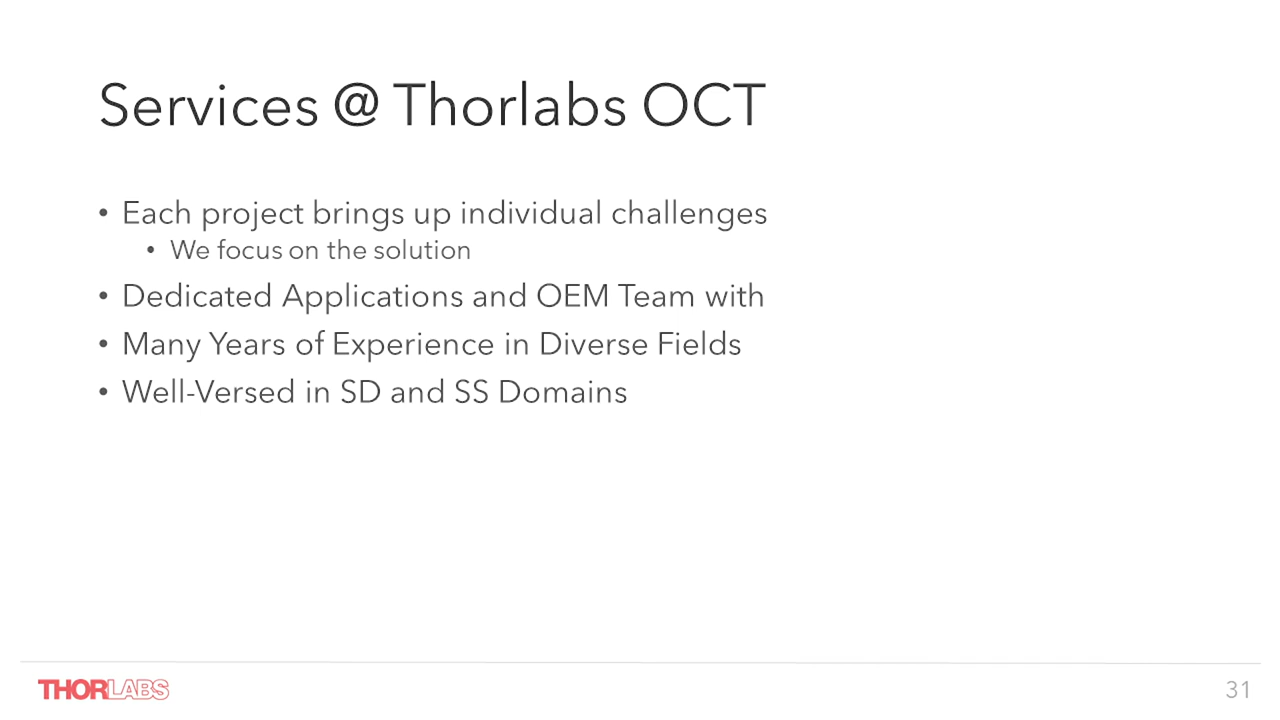 Services @ Thorlabs OCT
• Each project brings up individual challenges
• We focus on the solution
• Dedicated Applications and OEM Team with
• Many Years of Experience in Diverse Fields
• Well-Versed in SD and SS Domains
THORLABS
31